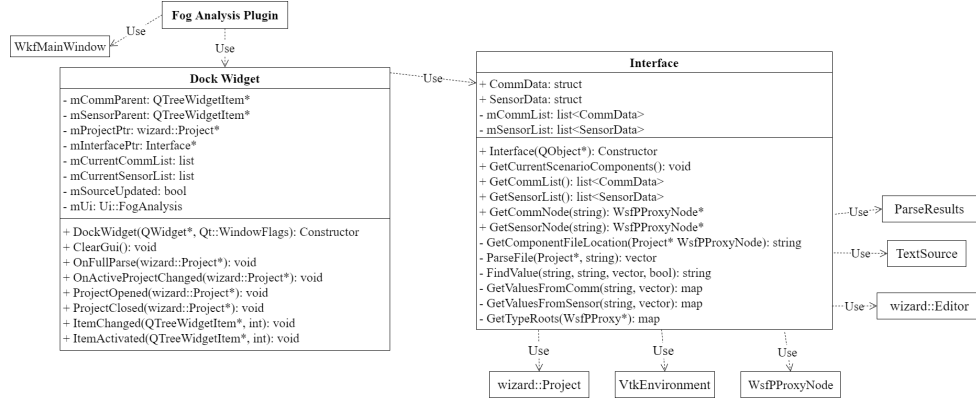 Fog Analysis Plugin
Use
WkfMainWindow
Use
Dock Widget
- mCommParent: QTreeWidgetItem*
- mSensorParent: QTreeWidgetItem*
- mProjectPtr: wizard::Project*
- mInterfacePtr: Interface*
- mCurrentCommList: list
- mCurrentSensorList: list
- mSourceUpdated: bool
- mUi: Ui::FogAnalysis
+ DockWidget(QWidget*, Qt::WindowFlags): Constructor
+ ClearGui(): void
+ OnFullParse(wizard::Project*): void
+ OnActiveProjectChanged(wizard::Project*): void
+ ProjectOpened(wizard::Project*): void
+ ProjectClosed(wizard::Project*): void
+ ItemChanged(QTreeWidgetItem*, int): void
+ ItemActivated(QTreeWidgetItem*, int): void
Use
Interface
+ CommData: struct
+ SensorData: struct
- mCommList: list<CommData>
- mSensorList: list<SensorData>
+ Interface(QObject*): Constructor
+ GetCurrentScenarioComponents(): void
+ GetCommList(): list<CommData>
+ GetSensorList(): list<SensorData>
+ GetCommNode(string): WsfPProxyNode*
+ GetSensorNode(string): WsfPProxyNode*
- GetComponentFileLocation(Project* WsfPProxyNode): string
- ParseFile(Project*, string): vector
- FindValue(string, string, vector, bool): string
- GetValuesFromComm(string, vector): map
- GetValuesFromSensor(string, vector): map
- GetTypeRoots(WsfPProxy*): map
Use
ParseResults
Use
TextSource
Use
wizard::Editor
Use
Use
Use
wizard::Project
VtkEnvironment
WsfPProxyNode